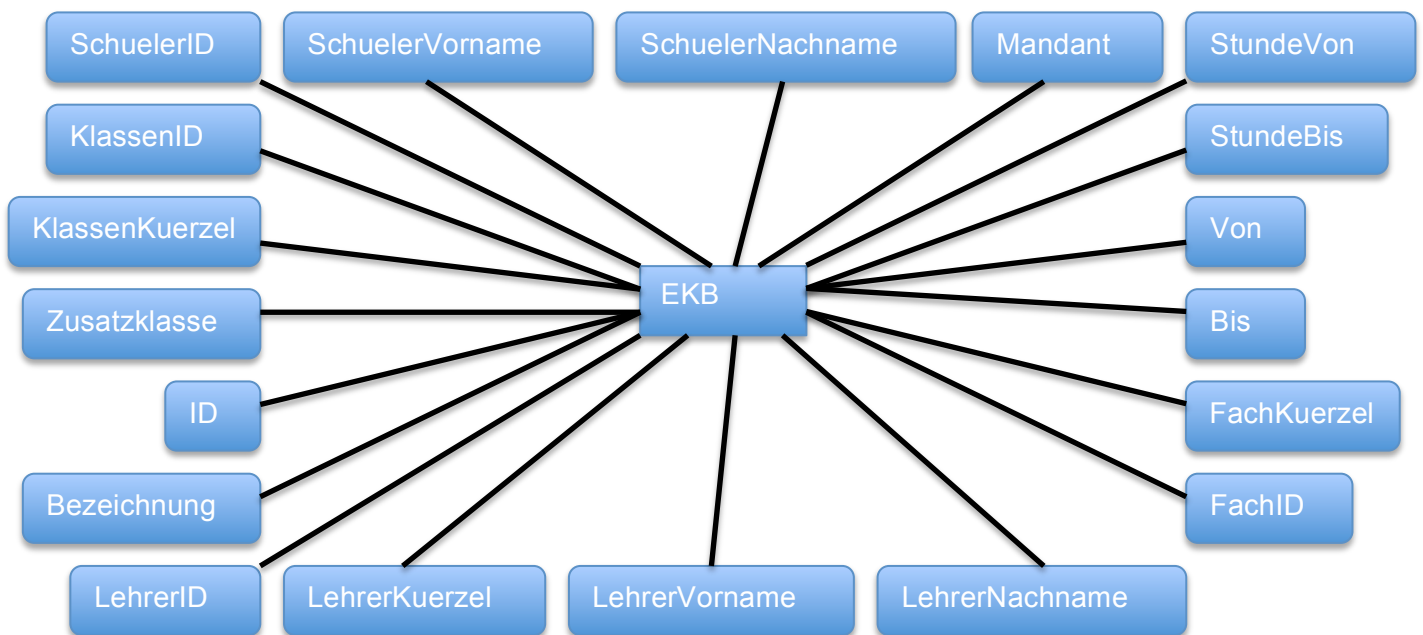 SchuelerID
SchuelerVorname
SchuelerNachname
Mandant
StundeVon
KlassenID
StundeBis
KlassenKuerzel
Von
EKB
Zusatzklasse
Bis
ID
FachKuerzel
Bezeichnung
FachID
LehrerID
LehrerKuerzel
LehrerVorname
LehrerNachname